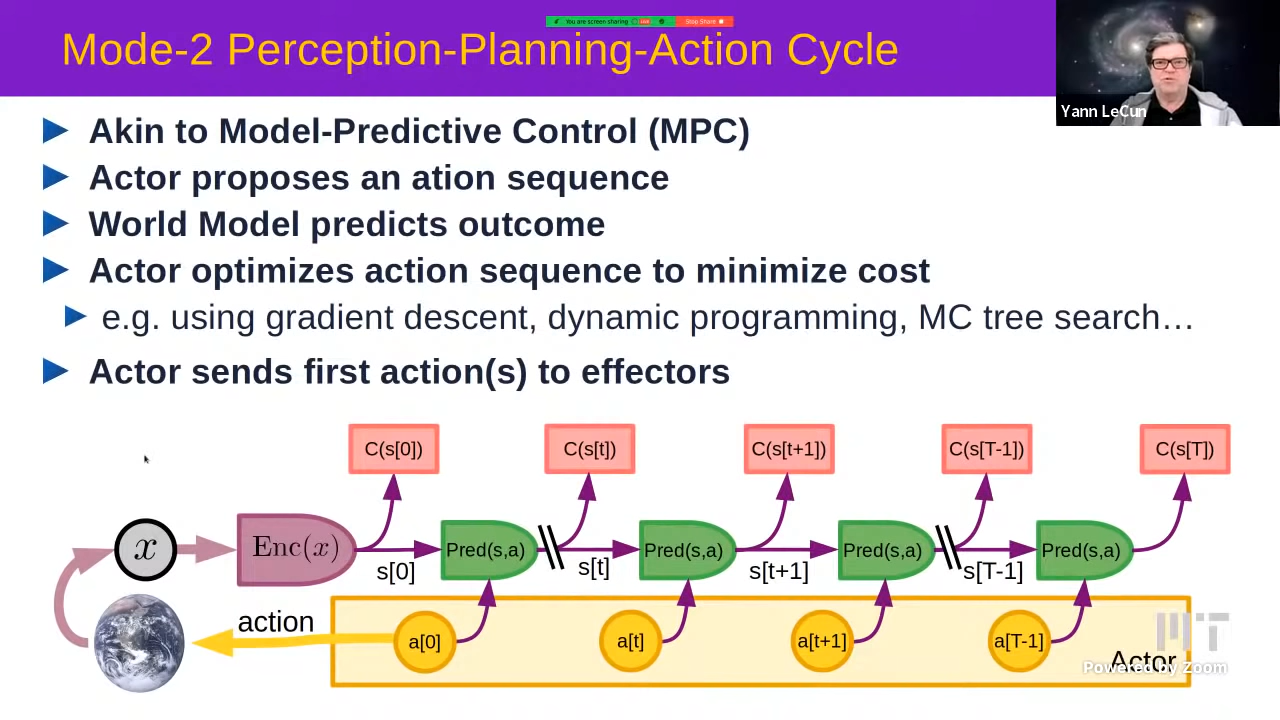 You are screen sharing
Stop Share
Mode-2 Perception-Planning-Action Cycle
Yann LeCun
Akin to Model-Predictive Control (MPC)
Actor proposes an ation sequence
World Model predicts outcome
Actor optimizes action sequence to minimize cost
e.g. using gradient descent, dynamic programming, MC tree search…
Actor sends first action(s) to effectors
C(s[0]) C(s[t]) C(s[t+1]) C(s[T-1]) C(s[T])
x Enc(x) Pred(s,a) Pred(s,a) Pred(s,a) Pred(s,a)
s[0] s[t] s[t+1] s[T-1]
action
a[0] a[t] a[t+1] a[T-1]
MIT
Actor
Powered by Zoom